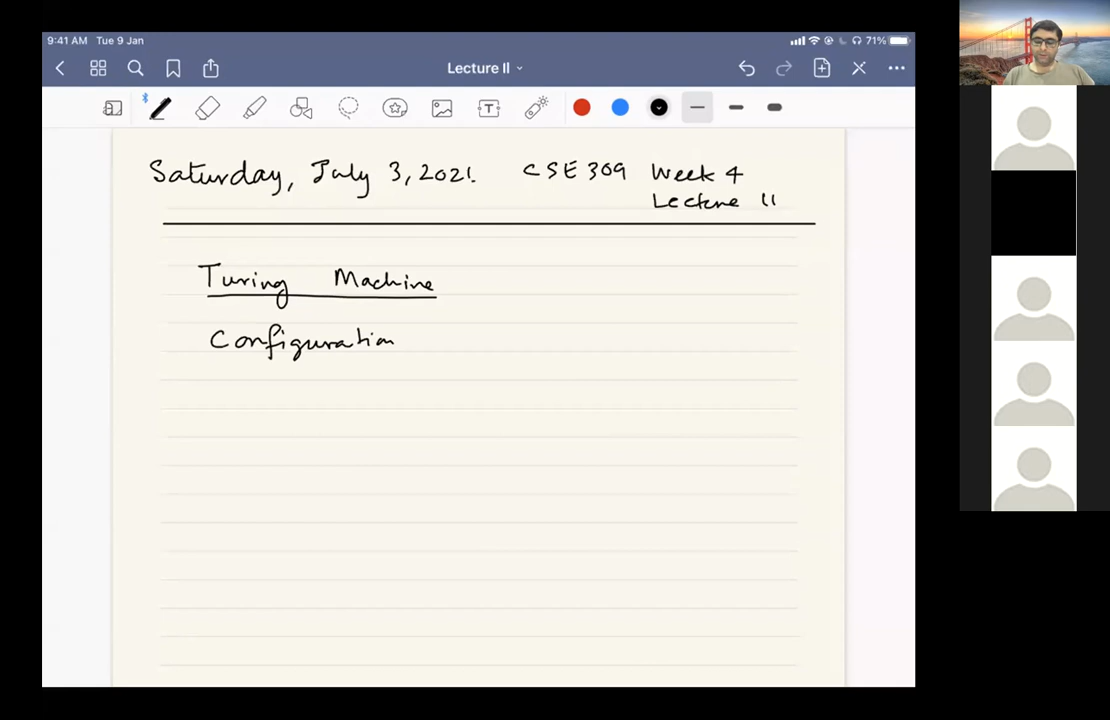 9:41 AM Tue 9 Jan
71%
Lecture II
Saturday, July 3, 2021. CSE 309 Week 4
Lecture 11
Turing Machine
Configuration